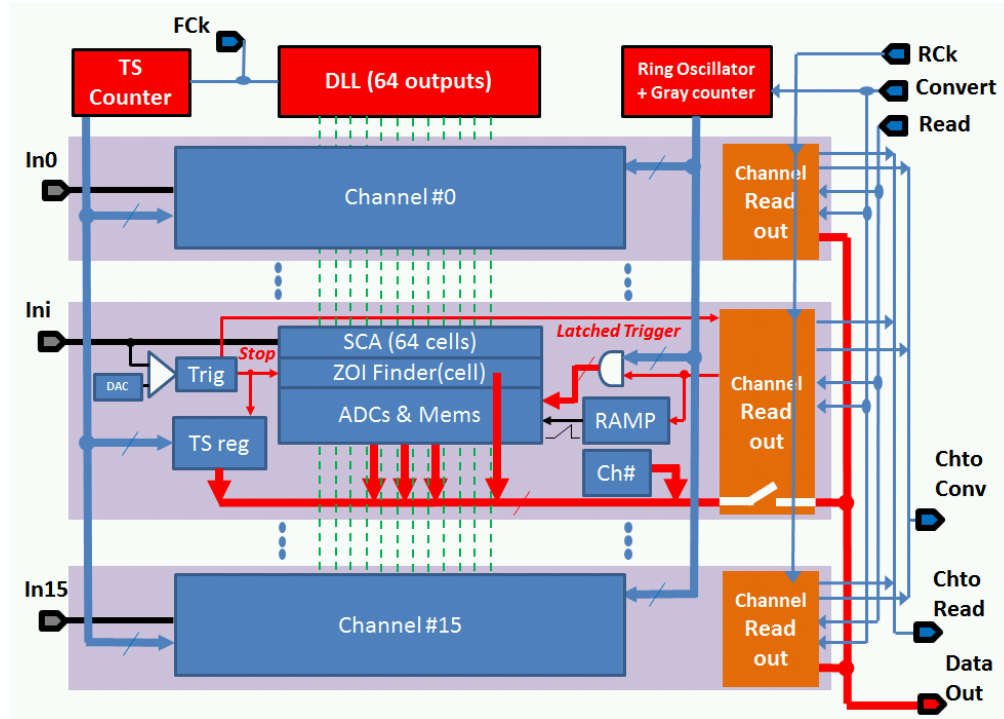 FCk
TS
Counter
DLL (64 outputs)
Ring Oscillator
+ Gray counter
RCk
Convert
Read
In0
Channel #0
Channel
Read
out
Ini
Latched Trigger
SCA (64 cells)
Stop
ZOI Finder(cell)
DAC
Trig
ADCs & Mems
RAMP
Channel
Read
out
TS reg
Ch#
Chto
Conv
In15
Channel #15
Channel
Read
out
Chto
Read
Data
Out